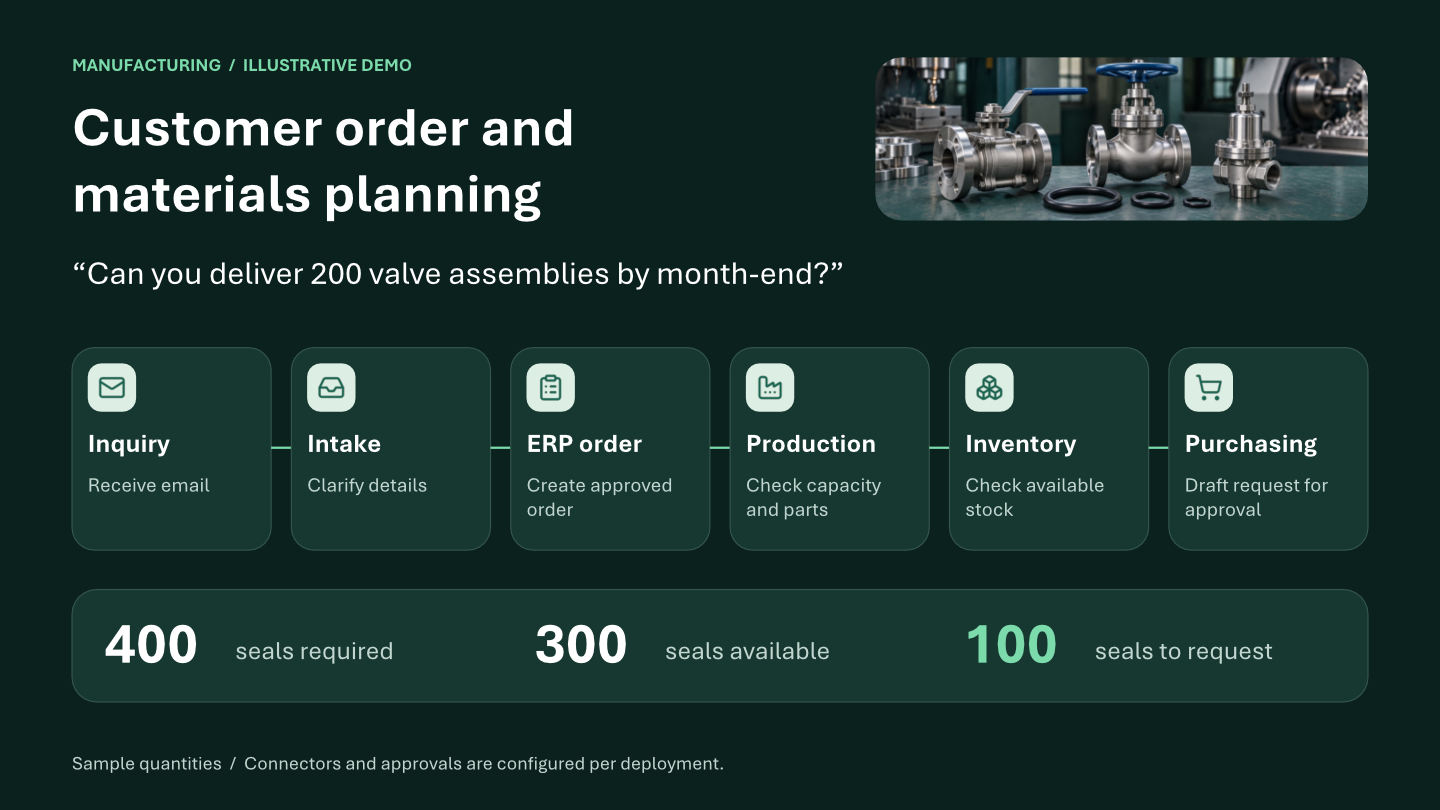 MANUFACTURING / ILLUSTRATIVE DEMO
Customer order and
materials planning
“Can you deliver 200 valve assemblies by month-end?”
Inquiry
Receive email
Intake
Clarify details
ERP order
Create approved
order
Production
Check capacity
and parts
Inventory
Check available
stock
Purchasing
Draft request for
approval
400 seals required
300 seals available
100 seals to request
Sample quantities / Connectors and approvals are configured per deployment.